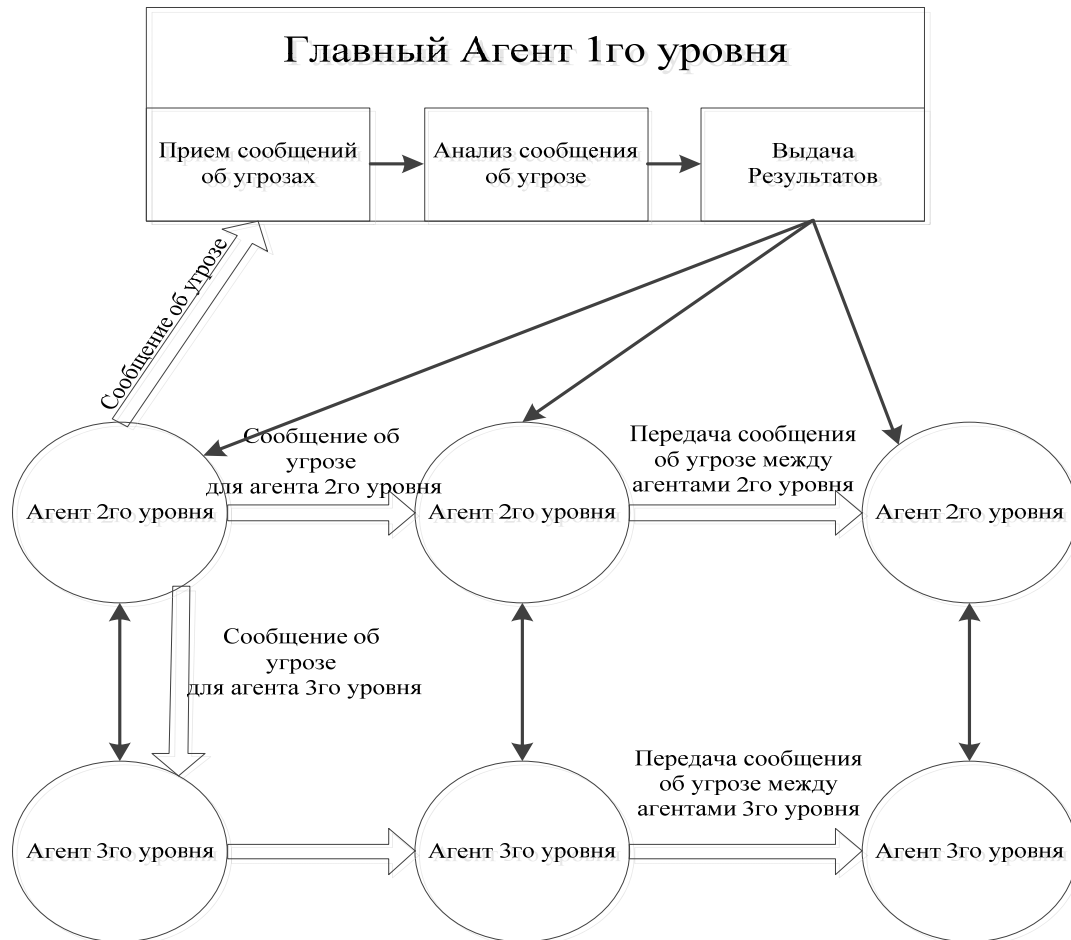 Главный Агент 1го уровня
Прием сообщений
об угрозах
Анализ сообщения
об угрозе
Выдача
Результатов
Сообщение об угрозе
Сообщение об
угрозе
для агента 2го уровня
Передача сообщения
об угрозе между
агентами 2го уровня
Агент 2го уровня
Агент 2го уровня
Агент 2го уровня
Сообщение об
угрозе
для агента 3го уровня
Передача сообщения
об угрозе между
агентами 3го уровня
Агент 3го уровня
Агент 3го уровня
Агент 3го уровня